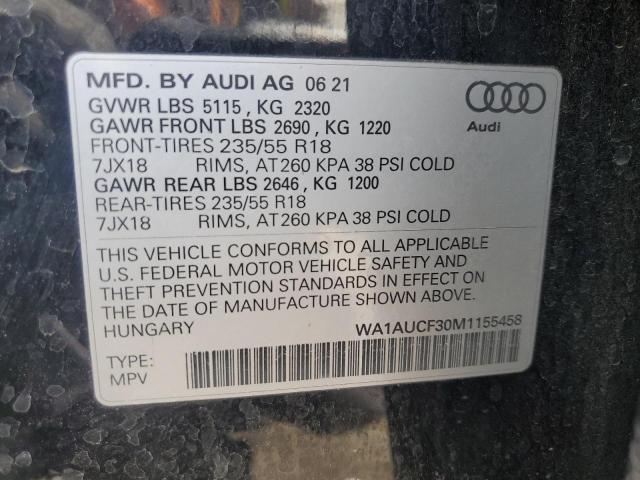 MFD. BY AUDI AG 06 21
GVWR LBS 5115, KG 2320
GAWR FRONT LBS 2690, KG 1220
FRONT-TIRES 235/55 R18
7JX18 RIMS, AT 260 KPA 38 PSI COLD
GAWR REAR LBS 2646, KG 1200
REAR-TIRES 235/55 R18
7JX18 RIMS, AT 260 KPA 38 PSI COLD
Audi
THIS VEHICLE CONFORMS TO ALL APPLICABLE
U.S. FEDERAL MOTOR VEHICLE SAFETY AND
THEFT PREVENTION STANDARDS IN EFFECT ON
THE DATE OF MANUFACTURE SHOWN ABOVE.
HUNGARY WA1AUCF30M1155458
TYPE:
MPV